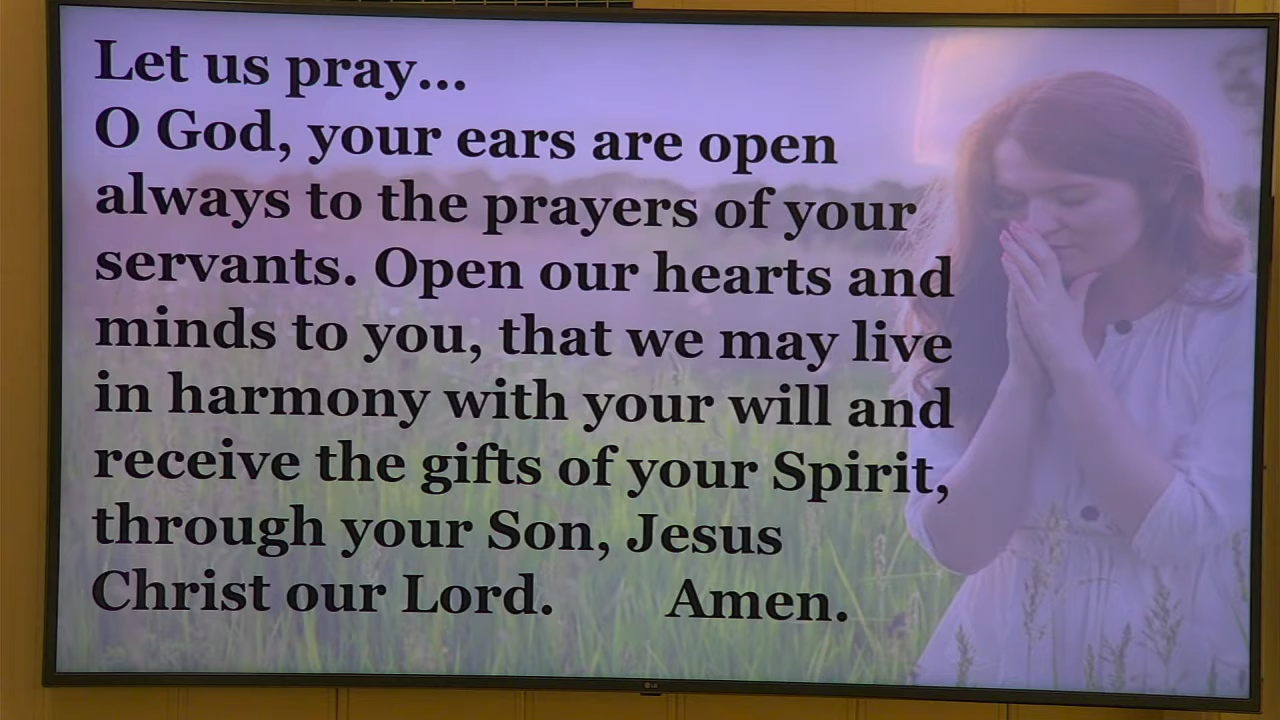 Let us pray...
O God, your ears are open
always to the prayers of your
servants. Open our hearts and
minds to you, that we may live
in harmony with your will and
receive the gifts of your Spirit,
through your Son, Jesus
Christ our Lord. Amen.
LG